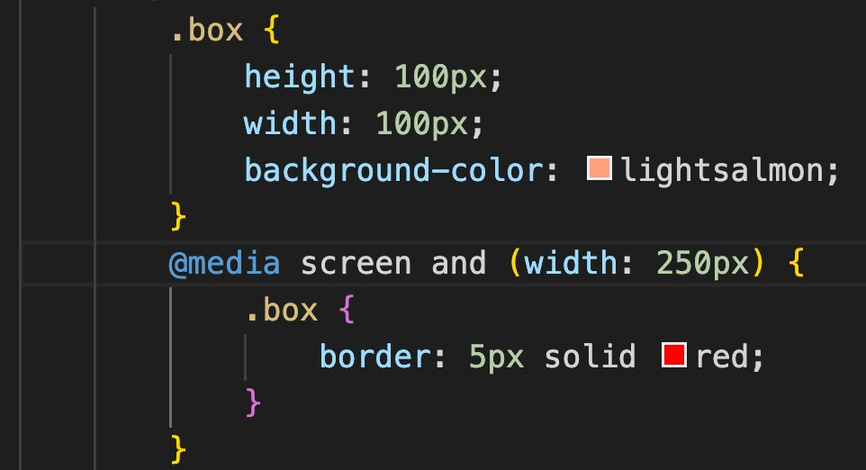 .box {
height: 100px;
width: 100px;
background-color: lightsalmon;
}
@media screen and (width: 250px) {
.box {
border: 5px solid red;
}
}